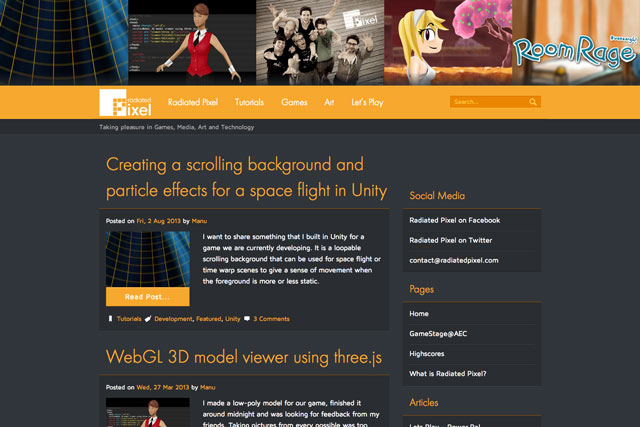 Pixel
RoomRage
radiated
Pixel
Radiated Pixel
Tutorials
Games
Art
Let's Play
Search...
Taking pleasure in Games, Media, Art and Technology
Creating a scrolling background and
particle effects for a space flight in Unity
Posted on Fri, 2 Aug 2013 by Manu
I want to share something that I built in Unity for a
game we are currently developing. It is a loopable
scrolling background that can be used for space flight or
time warp scenes to give a sense of movement when
the foreground is more or less static.
Read Post...
Tutorials Development, Featured, Unity 3 Comments
WebGL 3D model viewer using three.js
Posted on Wed, 27 Mar 2013 by Manu
I made a low-poly model for our game, finished it
around midnight and was looking for feedback from my
friends. Taking pictures from every possible was too
Social Media
Radiated Pixel on Facebook
Radiated Pixel on Twitter
contact@radiatedpixel.com
Pages
Home
GameStage@AEC
Highscores
What is Radiated Pixel?
Articles